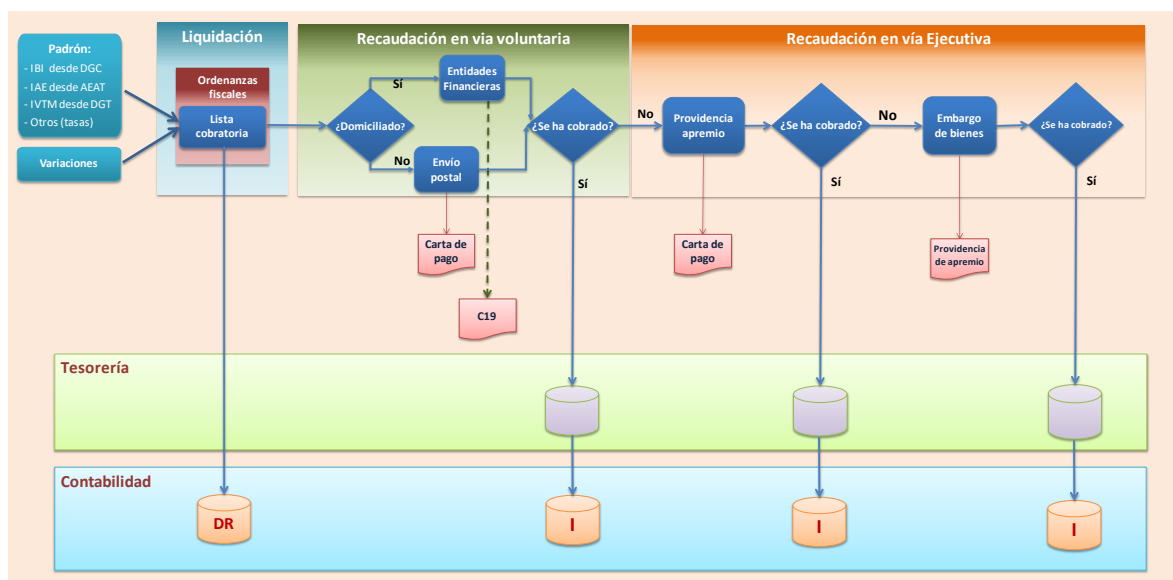 Liquidación
Recaudación en via voluntaria
Recaudación en vía Ejecutiva
Padrón:
- IBI desde DGC
- IAE desde AEAT
- IVTM desde DGT
- Otros (tasas)
Variaciones
Ordenanzas
fiscales
Lista
cobratoria
¿Domiciliado?
Sí
No
Entidades
Financieras
Envío
postal
¿Se ha cobrado?
Sí
No
Providencia
apremio
¿Se ha cobrado?
Sí
No
Embargo
de bienes
¿Se ha cobrado?
Sí
Carta de
pago
C19
Carta de
pago
Providencia
de apremio
Tesorería
Contabilidad
DR
I
I
I